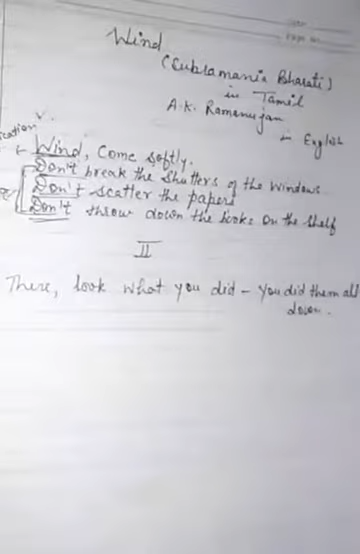 Wind
(Subramania Bharati)
in Tamil
A.K. Ramanujan
in English
Wind, Come softly.
Don't break the shutters of the windows
Don't scatter the papers
Don't throw down the books on the shelf
II
There, look what you did – you did them all
down.